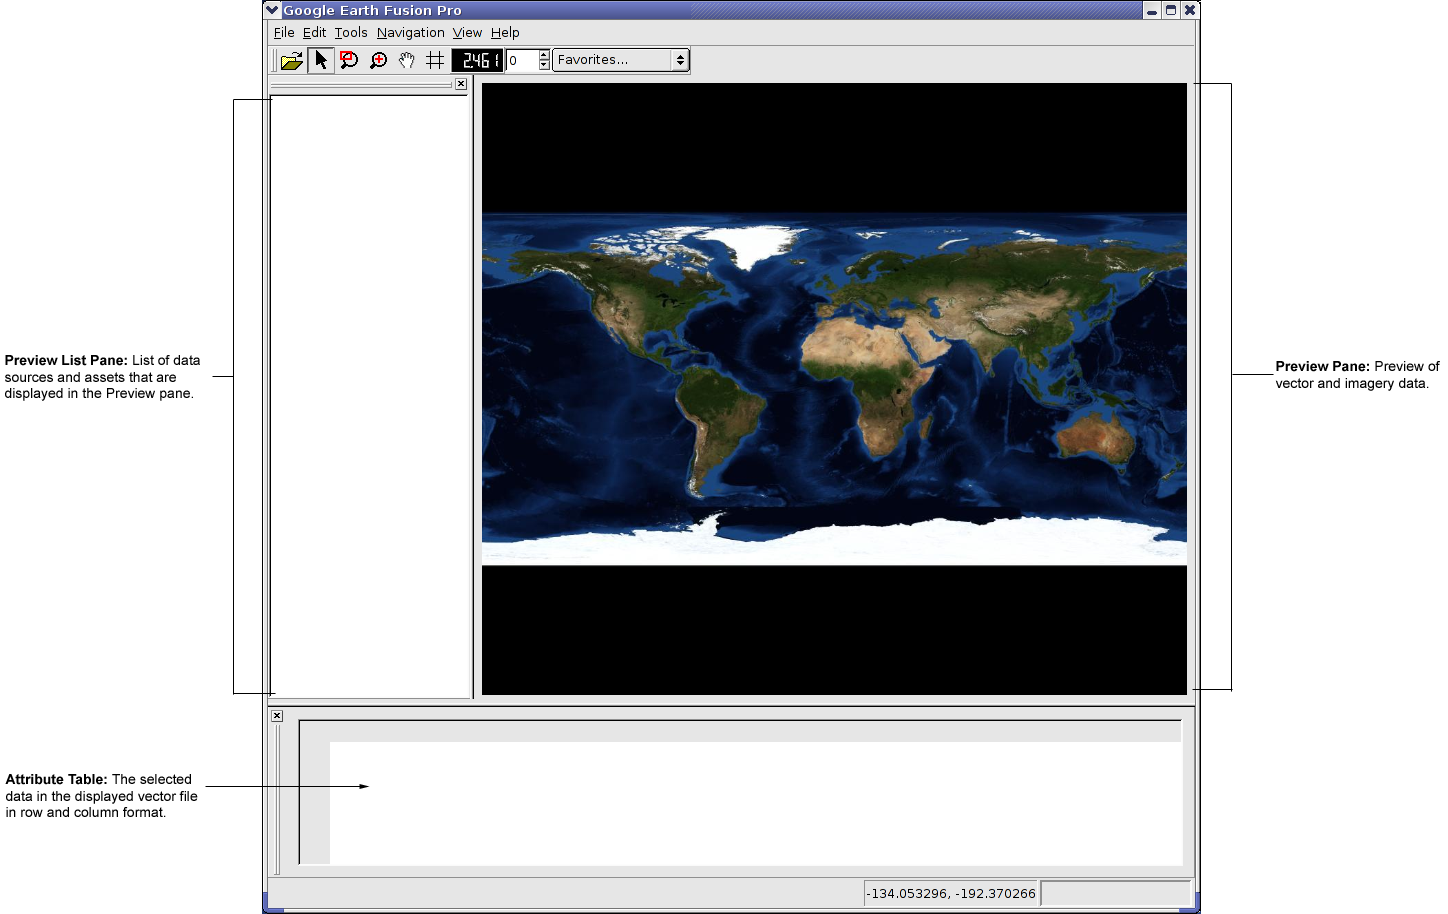 Google Earth Fusion Pro
File Edit Tools Navigation View Help
2.461 0 Favorites...
Preview List Pane: List of data
sources and assets that are
displayed in the Preview pane.
Preview Pane: Preview of
vector and imagery data.
Attribute Table: The selected
data in the displayed vector file
in row and column format.
-134.053296, -192.370266